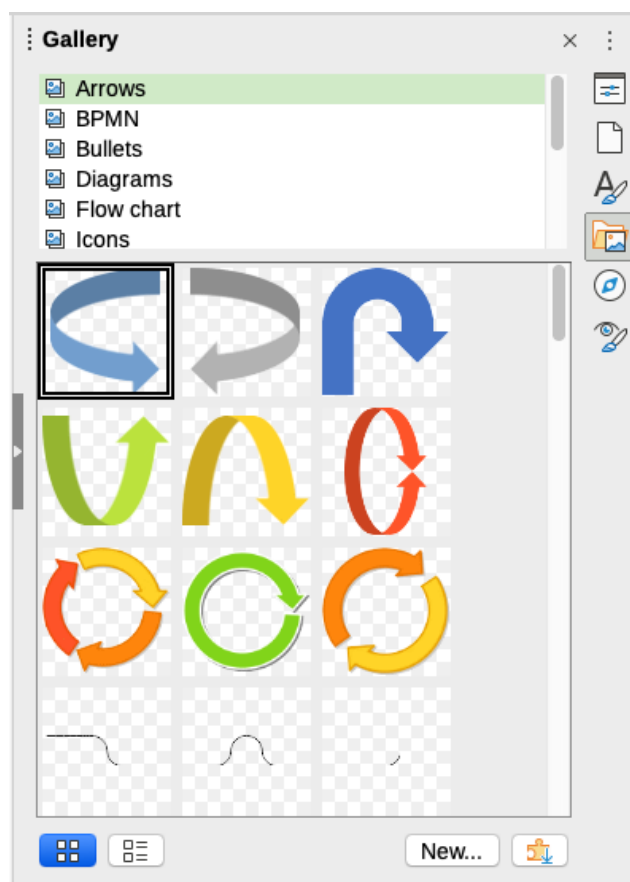 Gallery
Arrows
BPMN
Bullets
Diagrams
Flow chart
Icons
New...